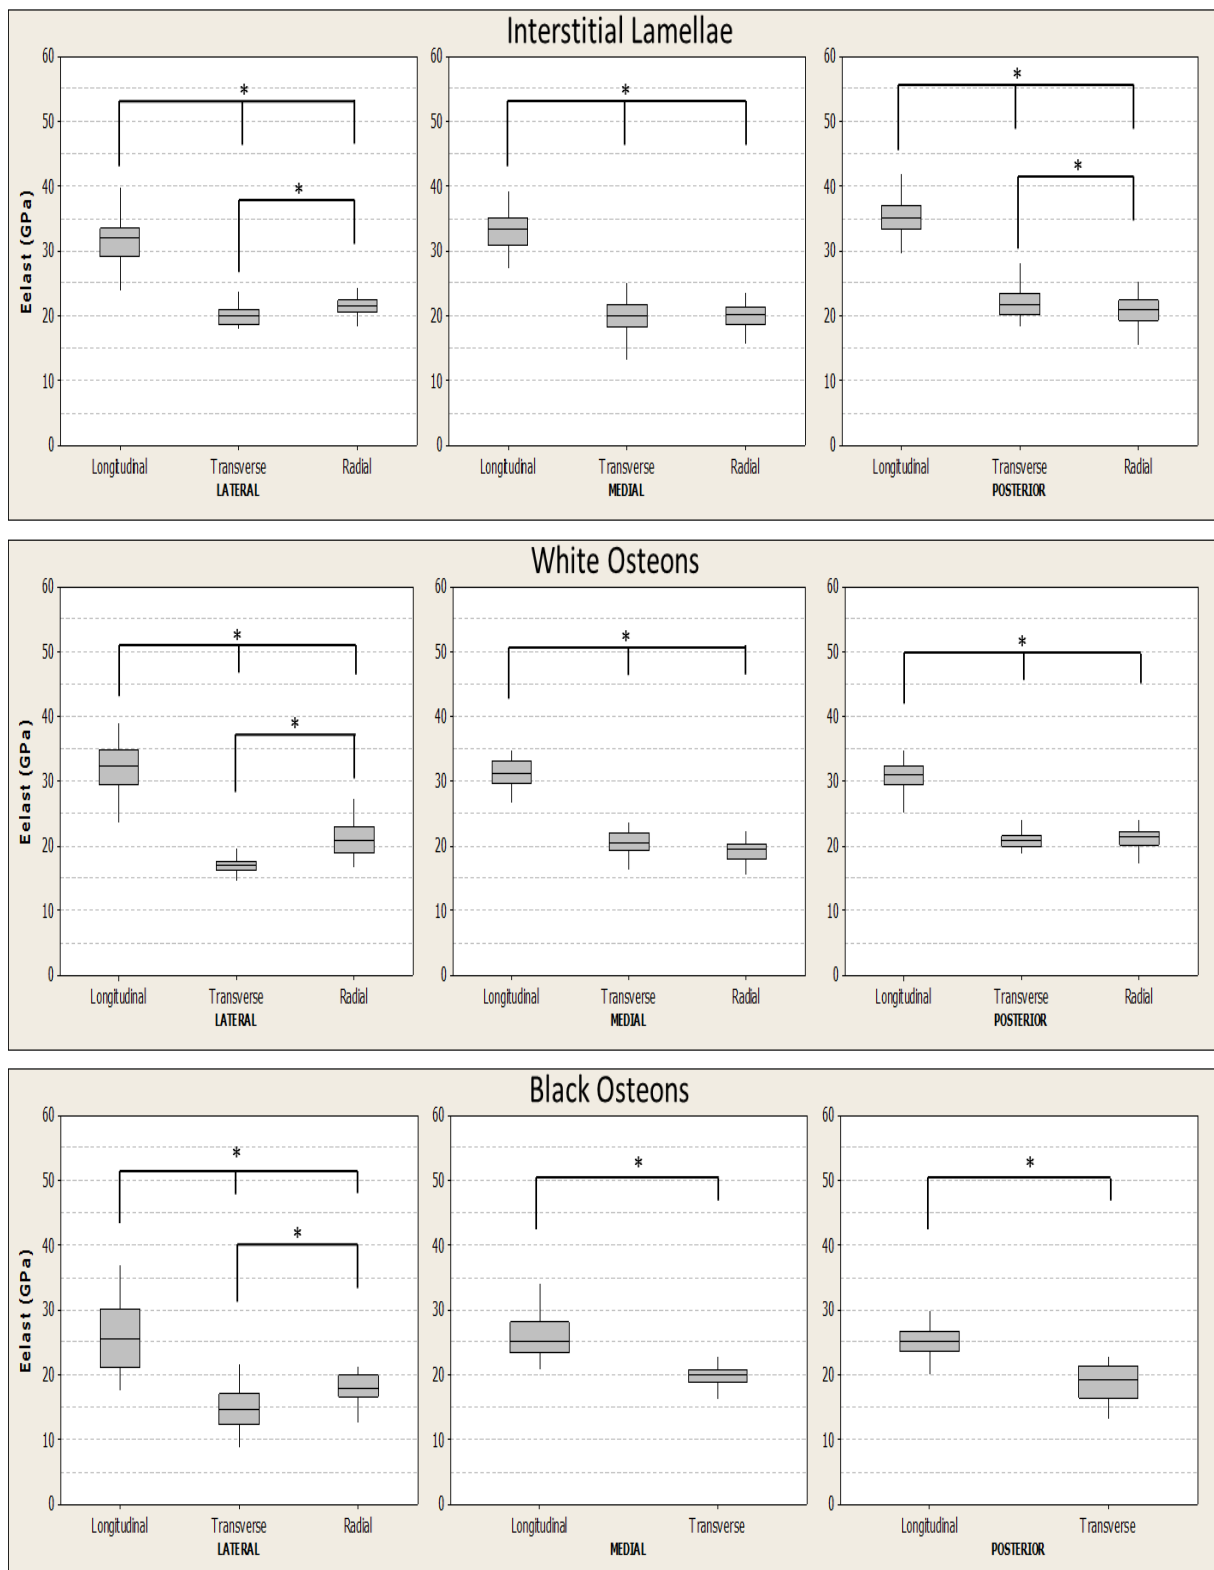 Interstitial Lamellae
60 60 60
* * *
50 50 50
* *
40 40 40
Eelast (GPa)
30 30 30
20 20 20
10 10 10
0 0 0
Longitudinal Transverse Radial Longitudinal Transverse Radial Longitudinal Transverse Radial
LATERAL MEDIAL POSTERIOR
White Osteons
60 60 60
* * *
50 50 50
*
40 40 40
Eelast (GPa)
30 30 30
20 20 20
10 10 10
0 0 0
Longitudinal Transverse Radial Longitudinal Transverse Radial Longitudinal Transverse Radial
LATERAL MEDIAL POSTERIOR
Black Osteons
60 60 60
* * *
50 50 50
*
40 40 40
Eelast (GPa)
30 30 30
20 20 20
10 10 10
0 0 0
Longitudinal Transverse Radial Longitudinal Transverse Longitudinal Transverse
LATERAL MEDIAL POSTERIOR